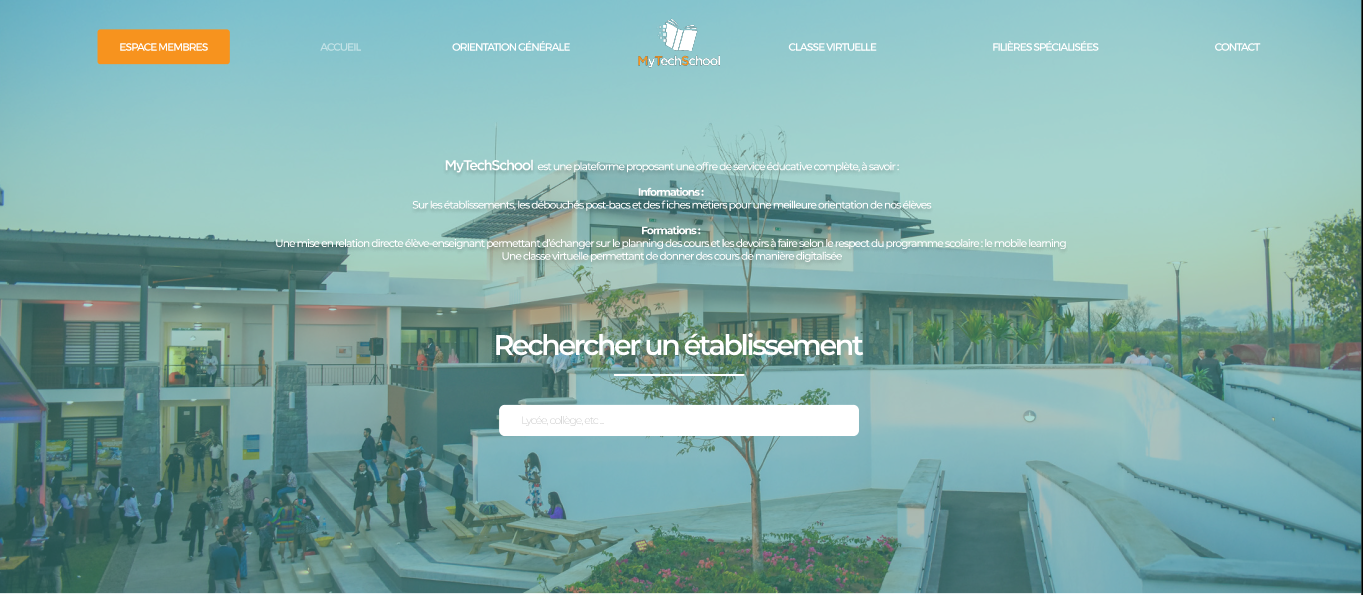 ESPACE MEMBRES
ACCUEIL
ORIENTATION GÉNÉRALE
MyTechSchool
CLASSE VIRTUELLE
FILIÈRES SPÉCIALISÉES
CONTACT
MyTechSchool est une plateforme proposant une offre de service éducative complète, à savoir :
Informations :
Sur les établissements, les débouchés post-bacs et des fiches métiers pour une meilleure orientation de nos élèves
Formations :
Une mise en relation directe élève-enseignant permettant d'échanger sur le planning des cours et les devoirs à faire selon le respect du programme scolaire : le mobile learning
Une classe virtuelle permettant de donner des cours de manière digitalisée
Rechercher un établissement
Lycée, collège, etc ...